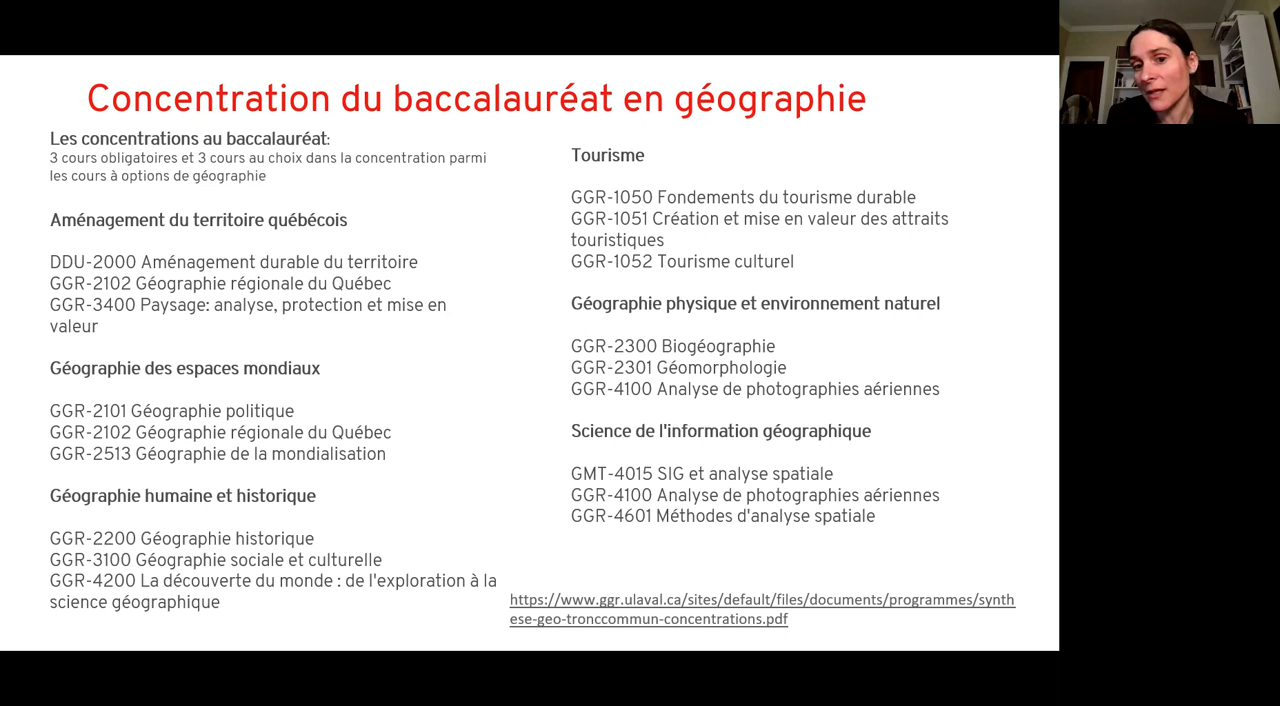 Concentration du baccalauréat en géographie
Les concentrations au baccalauréat:
3 cours obligatoires et 3 cours au choix dans la concentration parmi
les cours à options de géographie
Aménagement du territoire québécois
DDU-2000 Aménagement durable du territoire
GGR-2102 Géographie régionale du Québec
GGR-3400 Paysage: analyse, protection et mise en
valeur
Géographie des espaces mondiaux
GGR-2101 Géographie politique
GGR-2102 Géographie régionale du Québec
GGR-2513 Géographie de la mondialisation
Géographie humaine et historique
GGR-2200 Géographie historique
GGR-3100 Géographie sociale et culturelle
GGR-4200 La découverte du monde : de l'exploration à la
science géographique
Tourisme
GGR-1050 Fondements du tourisme durable
GGR-1051 Création et mise en valeur des attraits
touristiques
GGR-1052 Tourisme culturel
Géographie physique et environnement naturel
GGR-2300 Biogéographie
GGR-2301 Géomorphologie
GGR-4100 Analyse de photographies aériennes
Science de l'information géographique
GMT-4015 SIG et analyse spatiale
GGR-4100 Analyse de photographies aériennes
GGR-4601 Méthodes d'analyse spatiale
https://www.ggr.ulaval.ca/sites/default/files/documents/programmes/synth
ese-geo-tronccommun-concentrations.pdf